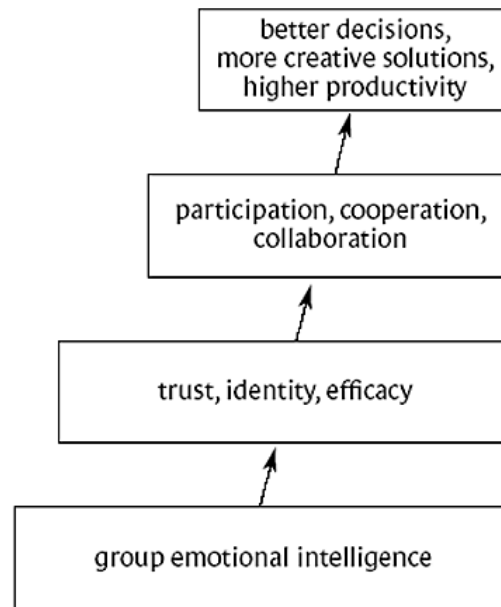 better decisions,
more creative solutions,
higher productivity
participation, cooperation,
collaboration
trust, identity, efficacy
group emotional intelligence